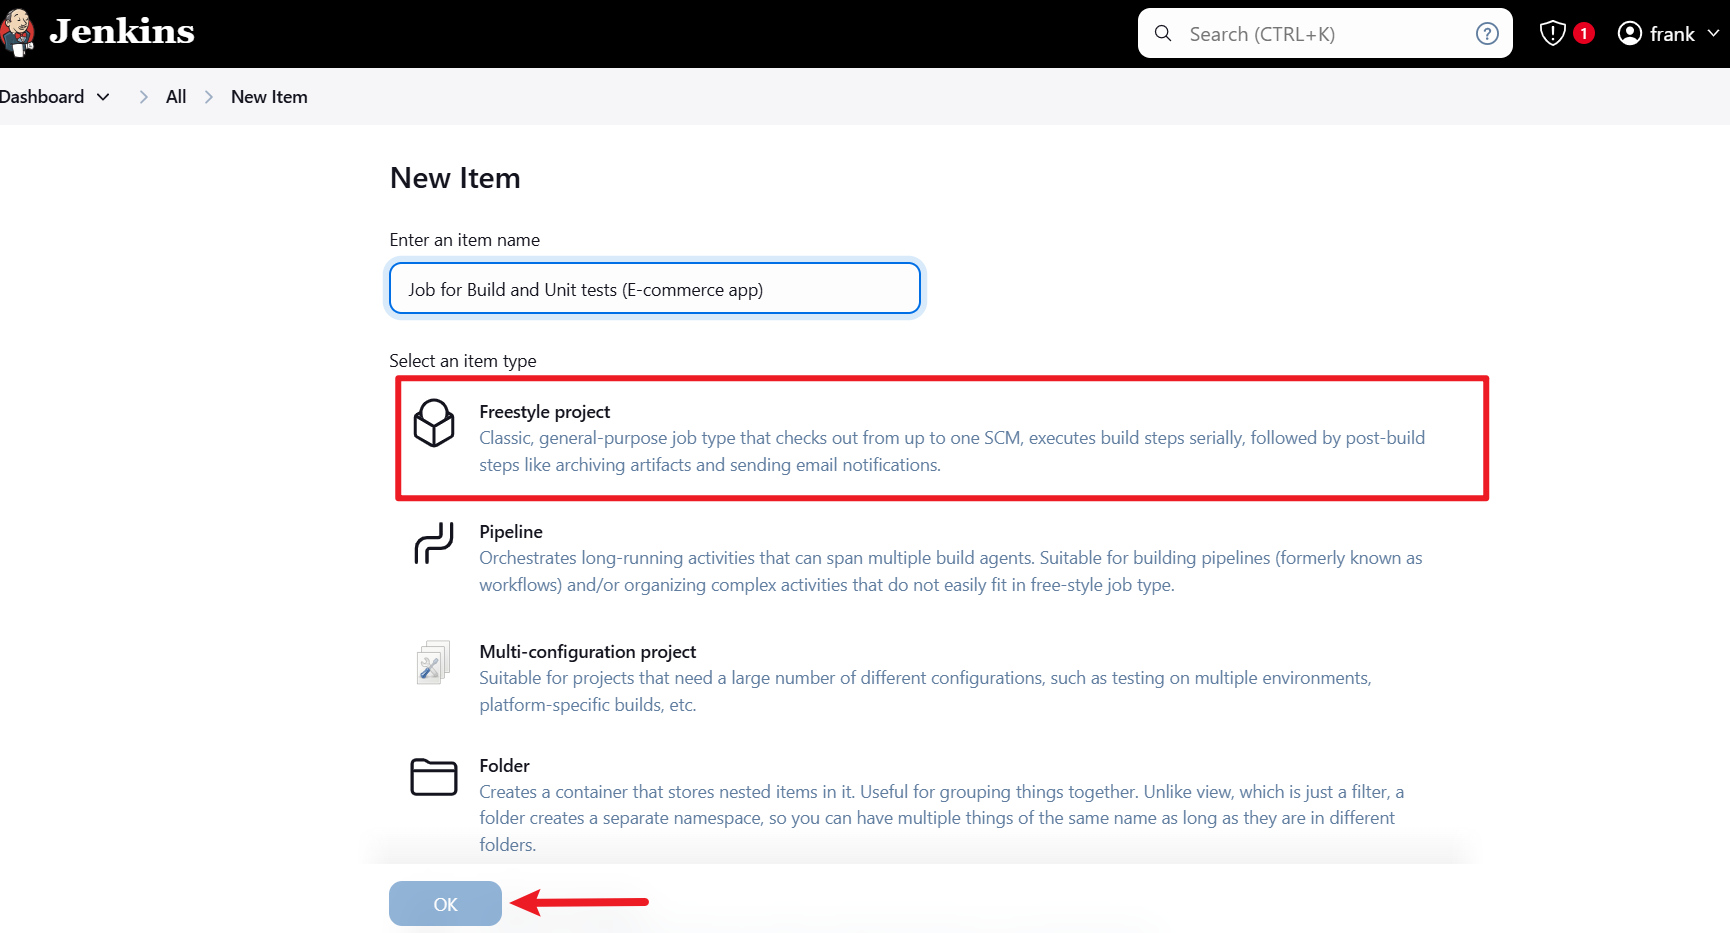 Jenkins
Search (CTRL+K)
?
1
frank
Dashboard
All
New Item
New Item
Enter an item name
Job for Build and Unit tests (E-commerce app)
Select an item type
Freestyle project
Classic, general-purpose job type that checks out from up to one SCM, executes build steps serially, followed by post-build
steps like archiving artifacts and sending email notifications.
Pipeline
Orchestrates long-running activities that can span multiple build agents. Suitable for building pipelines (formerly known as
workflows) and/or organizing complex activities that do not easily fit in free-style job type.
Multi-configuration project
Suitable for projects that need a large number of different configurations, such as testing on multiple environments,
platform-specific builds, etc.
Folder
Creates a container that stores nested items in it. Useful for grouping things together. Unlike view, which is just a filter, a
folder creates a separate namespace, so you can have multiple things of the same name as long as they are in different
folders.
OK